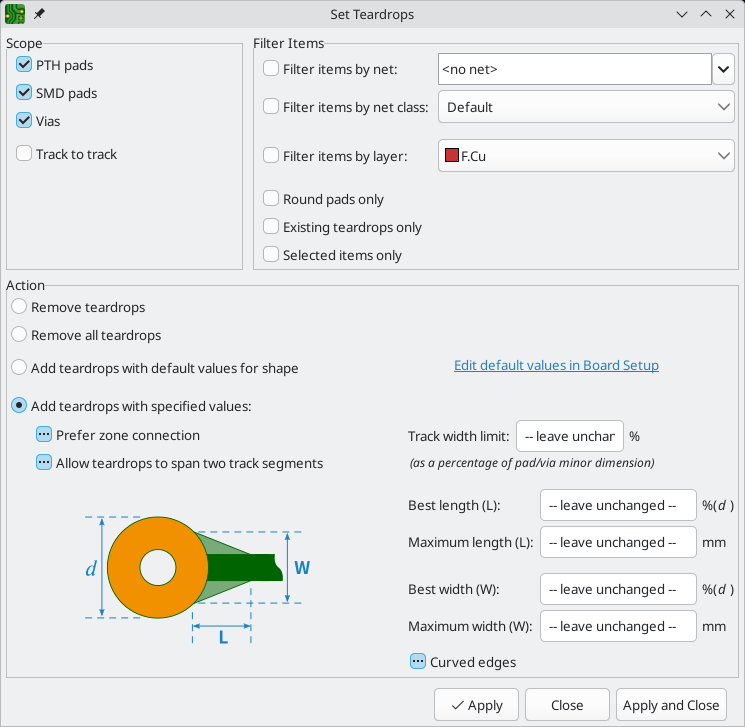 Set Teardrops
Scope
PTH pads
SMD pads
Vias
Track to track
Filter Items
Filter items by net: <no net>
Filter items by net class: Default
Filter items by layer: F.Cu
Round pads only
Existing teardrops only
Selected items only
Action
Remove teardrops
Remove all teardrops
Add teardrops with default values for shape
Edit default values in Board Setup
Add teardrops with specified values:
Prefer zone connection
Allow teardrops to span two track segments
d
W
L
Track width limit: -- leave unchar %
(as a percentage of pad/via minor dimension)
Best length (L): -- leave unchanged -- %(d )
Maximum length (L): -- leave unchanged -- mm
Best width (W): -- leave unchanged -- %(d )
Maximum width (W): -- leave unchanged -- mm
Curved edges
Apply
Close
Apply and Close